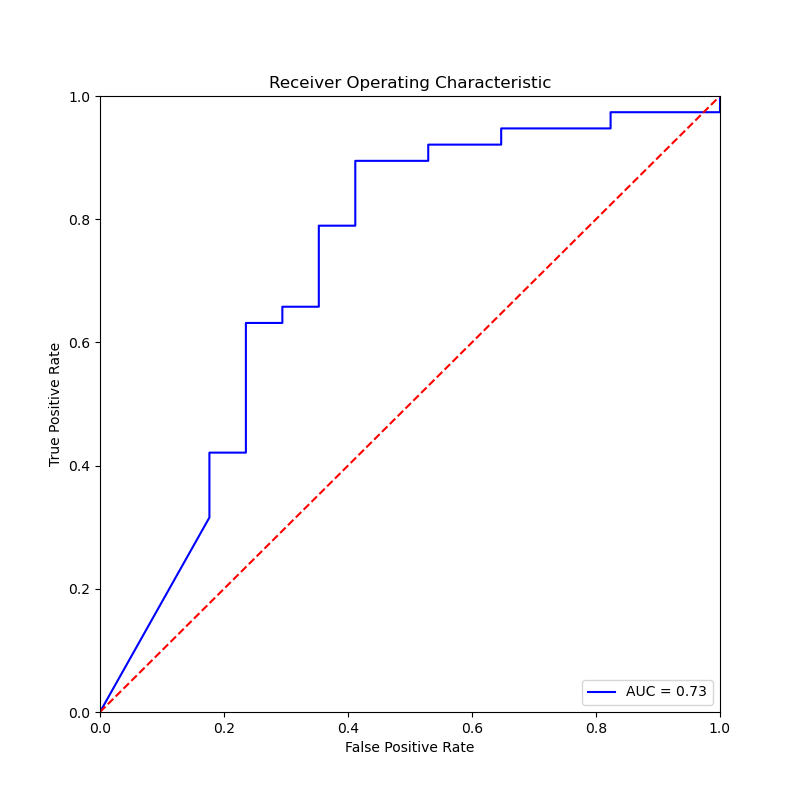 Receiver Operating Characteristic
1.0
0.8
0.6
0.4
0.2
0.0
True Positive Rate
AUC = 0.73
0.0 0.2 0.4 0.6 0.8 1.0
False Positive Rate